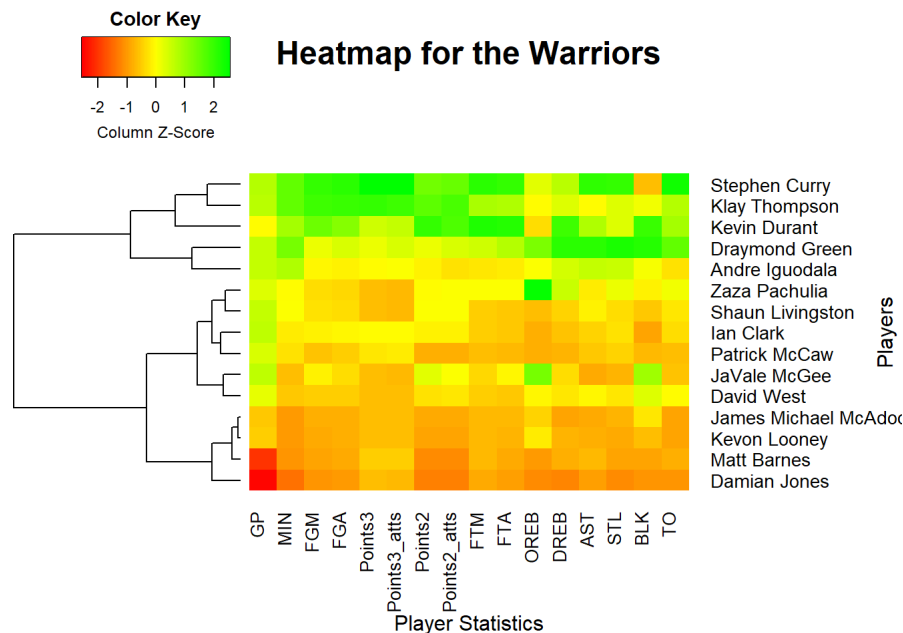 Color Key
-2 -1 0 1 2
Column Z-Score
Heatmap for the Warriors
Stephen Curry
Klay Thompson
Kevin Durant
Draymond Green
Andre Iguodala
Zaza Pachulia
Shaun Livingston
Ian Clark
Patrick McCaw
JaVale McGee
David West
James Michael McAdoo
Kevon Looney
Matt Barnes
Damian Jones
Players
GP
MIN
FGM
FGA
Points3
Points3_atts
Points2
Points2_atts
FTM
FTA
OREB
DREB
AST
STL
BLK
TO
Player Statistics